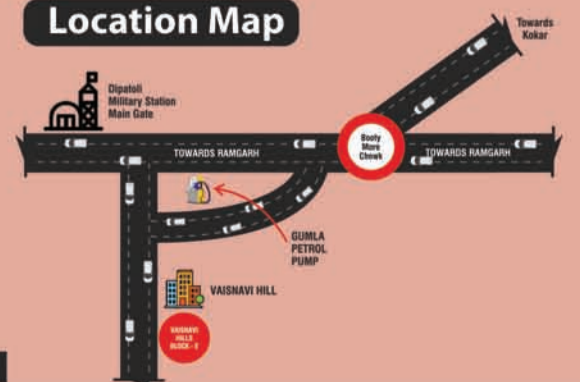 Location Map
Towards
Kokar
Dipatoli
Military Station
Main Gate
Booty
More
Chowk
TOWARDS RAMGARH
TOWARDS RAMGARH
GUMLA
PETROL
PUMP
VAISNAVI HILL
VAISNAVI
HILLS
BLOCK -